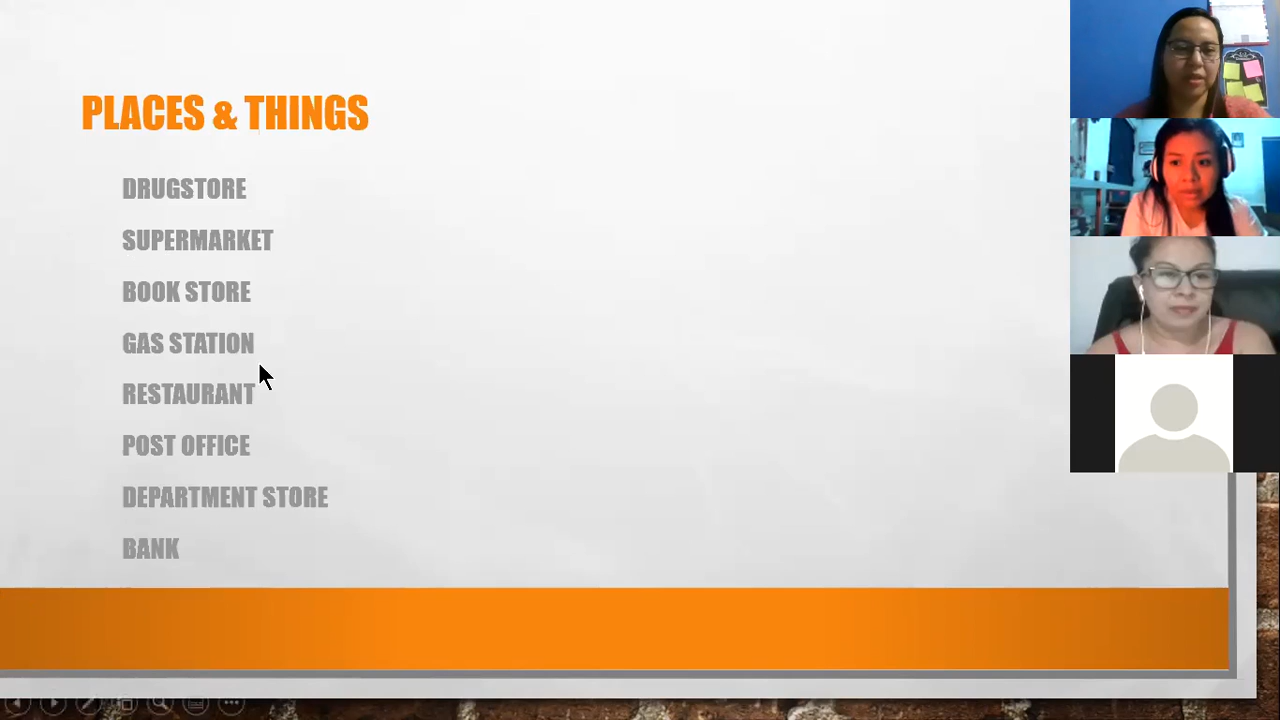 PLACES & THINGS
DRUGSTORE
SUPERMARKET
BOOK STORE
GAS STATION
RESTAURANT
POST OFFICE
DEPARTMENT STORE
BANK